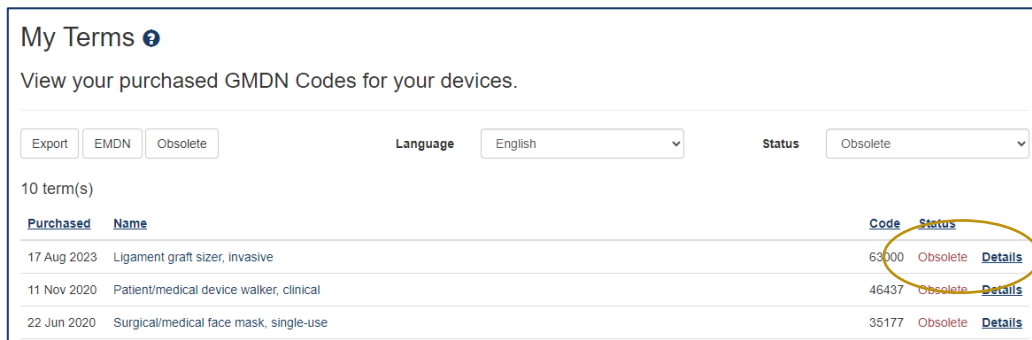 My Terms ?
View your purchased GMDN Codes for your devices.
Export EMDN Obsolete Language English Status Obsolete
10 term(s)
Purchased Name Code Status
17 Aug 2023 Ligament graft sizer, invasive 63000 Obsolete Details
11 Nov 2020 Patient/medical device walker, clinical 46437 Obsolete Details
22 Jun 2020 Surgical/medical face mask, single-use 35177 Obsolete Details